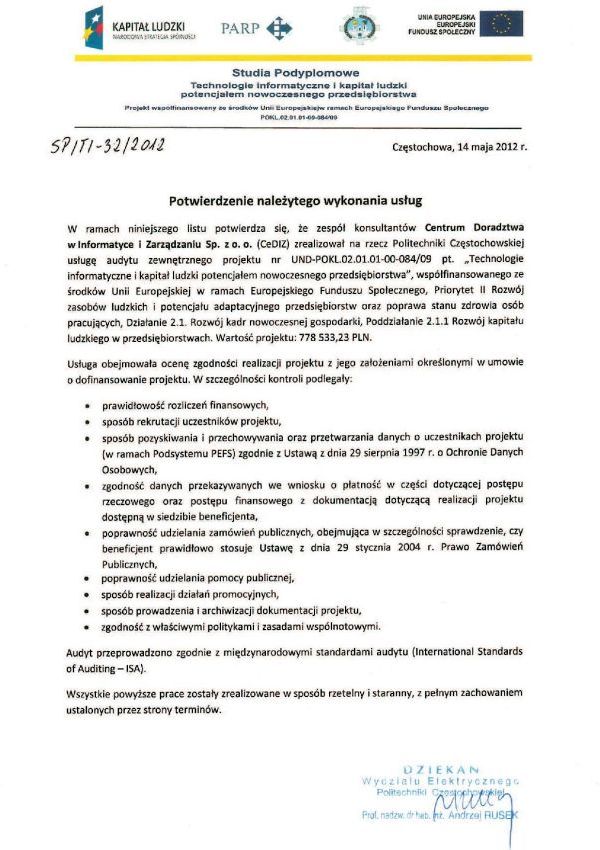 KAPITAŁ LUDZKI
NARODOWA STRATEGIA SPÓJNOŚCI
PARP
UNIA EUROPEJSKA
EUROPEJSKI
FUNDUSZ SPOŁECZNY
Studia Podyplomowe
Technologie informatyczne i kapitał ludzki
potencjałem nowoczesnego przedsiębiorstwa
Projekt współfinansowany ze środków Unii Europejskiej w ramach Europejskiego Funduszu Społecznego
POKL.02.01.01-00-084/09
SP/TI-32/2012
Częstochowa, 14 maja 2012 r.
Potwierdzenie należytego wykonania usług
W ramach niniejszego listu potwierdza się, że zespół konsultantów Centrum Doradztwa
w Informatyce i Zarządzaniu Sp. z o. o. (CeDIZ) zrealizował na rzecz Politechniki Częstochowskiej
usługę audytu zewnętrznego projektu nr UND-POKL.02.01.01-00-084/09 pt. „Technologie
informatyczne i kapitał ludzki potencjałem nowoczesnego przedsiębiorstwa”, współfinansowanego ze
środków Unii Europejskiej w ramach Europejskiego Funduszu Społecznego, Priorytet II Rozwój
zasobów ludzkich i potencjału adaptacyjnego przedsiębiorstw oraz poprawa stanu zdrowia osób
pracujących, Działanie 2.1. Rozwój kadr nowoczesnej gospodarki, Poddziałanie 2.1.1 Rozwój kapitału
ludzkiego w przedsiębiorstwach. Wartość projektu: 778 533,23 PLN.
Usługa obejmowała ocenę zgodności realizacji projektu z jego założeniami określonymi w umowie
o dofinansowanie projektu. W szczególności kontroli podlegały:
• prawidłowość rozliczeń finansowych,
• sposób rekrutacji uczestników projektu,
• sposób pozyskiwania i przechowywania oraz przetwarzania danych o uczestnikach projektu
(w ramach Podsystemu PEFS) zgodnie z Ustawą z dnia 29 sierpnia 1997 r. o Ochronie Danych
Osobowych,
• zgodność danych przekazywanych we wniosku o płatność w części dotyczącej postępu
rzeczowego oraz postępu finansowego z dokumentacją dotyczącą realizacji projektu
dostępną w siedzibie beneficjenta,
• poprawność udzielania zamówień publicznych, obejmująca w szczególności sprawdzenie, czy
beneficjent prawidłowo stosuje Ustawę z dnia 29 stycznia 2004 r. Prawo Zamówień
Publicznych,
• poprawność udzielania pomocy publicznej,
• sposób realizacji działań promocyjnych,
• sposób prowadzenia i archiwizacji dokumentacji projektu,
• zgodność z właściwymi politykami i zasadami wspólnotowymi.
Audyt przeprowadzono zgodnie z międzynarodowymi standardami audytu (International Standards
of Auditing – ISA).
Wszystkie powyższe prace zostały zrealizowane w sposób rzetelny i staranny, z pełnym zachowaniem
ustalonych przez strony terminów.
DZIEKAN
Wydziału Elektrycznego
Politechniki Częstochowskiej
Prof. nadzw. dr hab. inż. Andrzej RUSEK